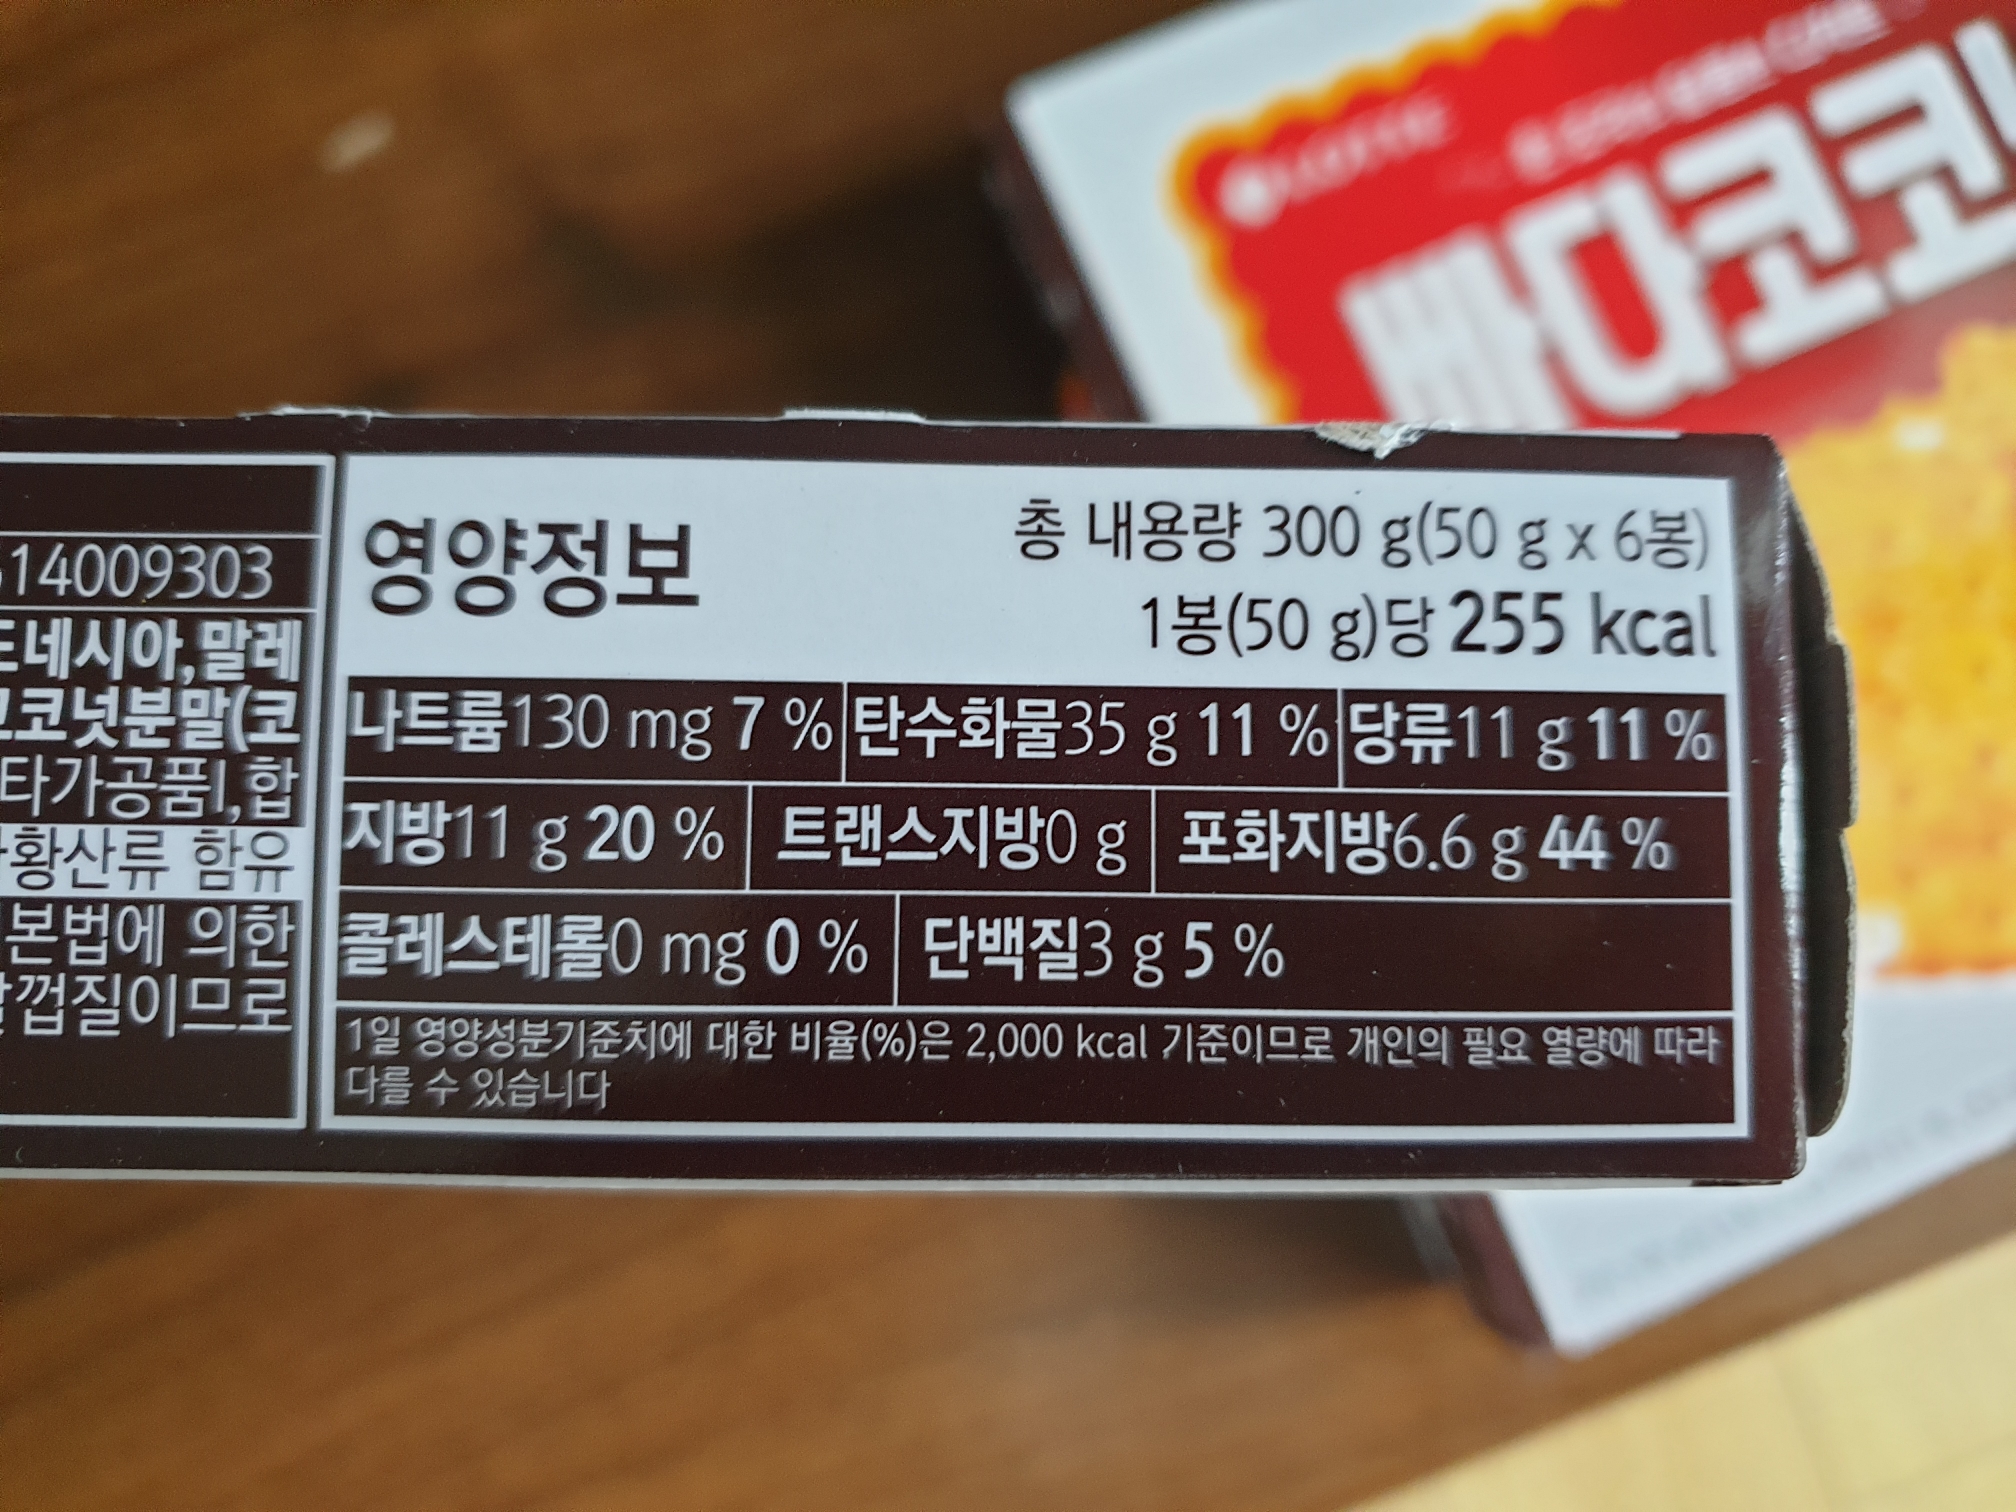 LOTTE
빠다코코
14009303
네시아,말레
코넛분말(코
타가공품],합
황산류 함유
본법에 의한
껍질이므로
영양정보
총 내용량 300 g(50 g x 6봉)
1봉(50 g)당 255 kcal
나트륨130 mg 7 % 탄수화물35 g 11 % 당류11 g 11 %
지방11 g 20 % 트랜스지방0 g 포화지방6.6 g 44 %
콜레스테롤0 mg 0 % 단백질3 g 5 %
1일 영양성분기준치에 대한 비율(%)은 2,000 kcal 기준이므로 개인의 필요 열량에 따라
다를 수 있습니다